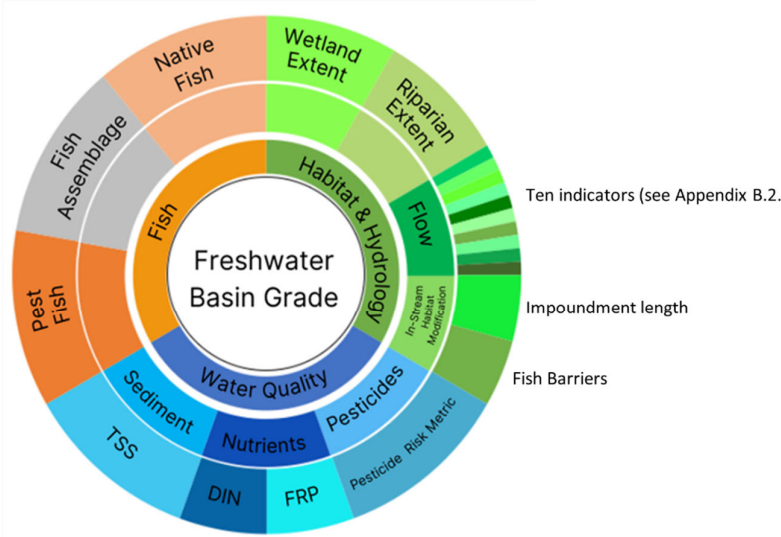 Native
Fish
Wetland
Extent
Riparian
Extent
Fish
Assemblage
Pest
Fish
Fish
Habitat & Hydrology
Flow
In-Stream
Habitat
Modification
Freshwater
Basin Grade
Water Quality
Sediment
Nutrients
Pesticides
TSS
DIN
FRP
Pesticide Risk Metric
Ten indicators (see Appendix B.2.
Impoundment length
Fish Barriers